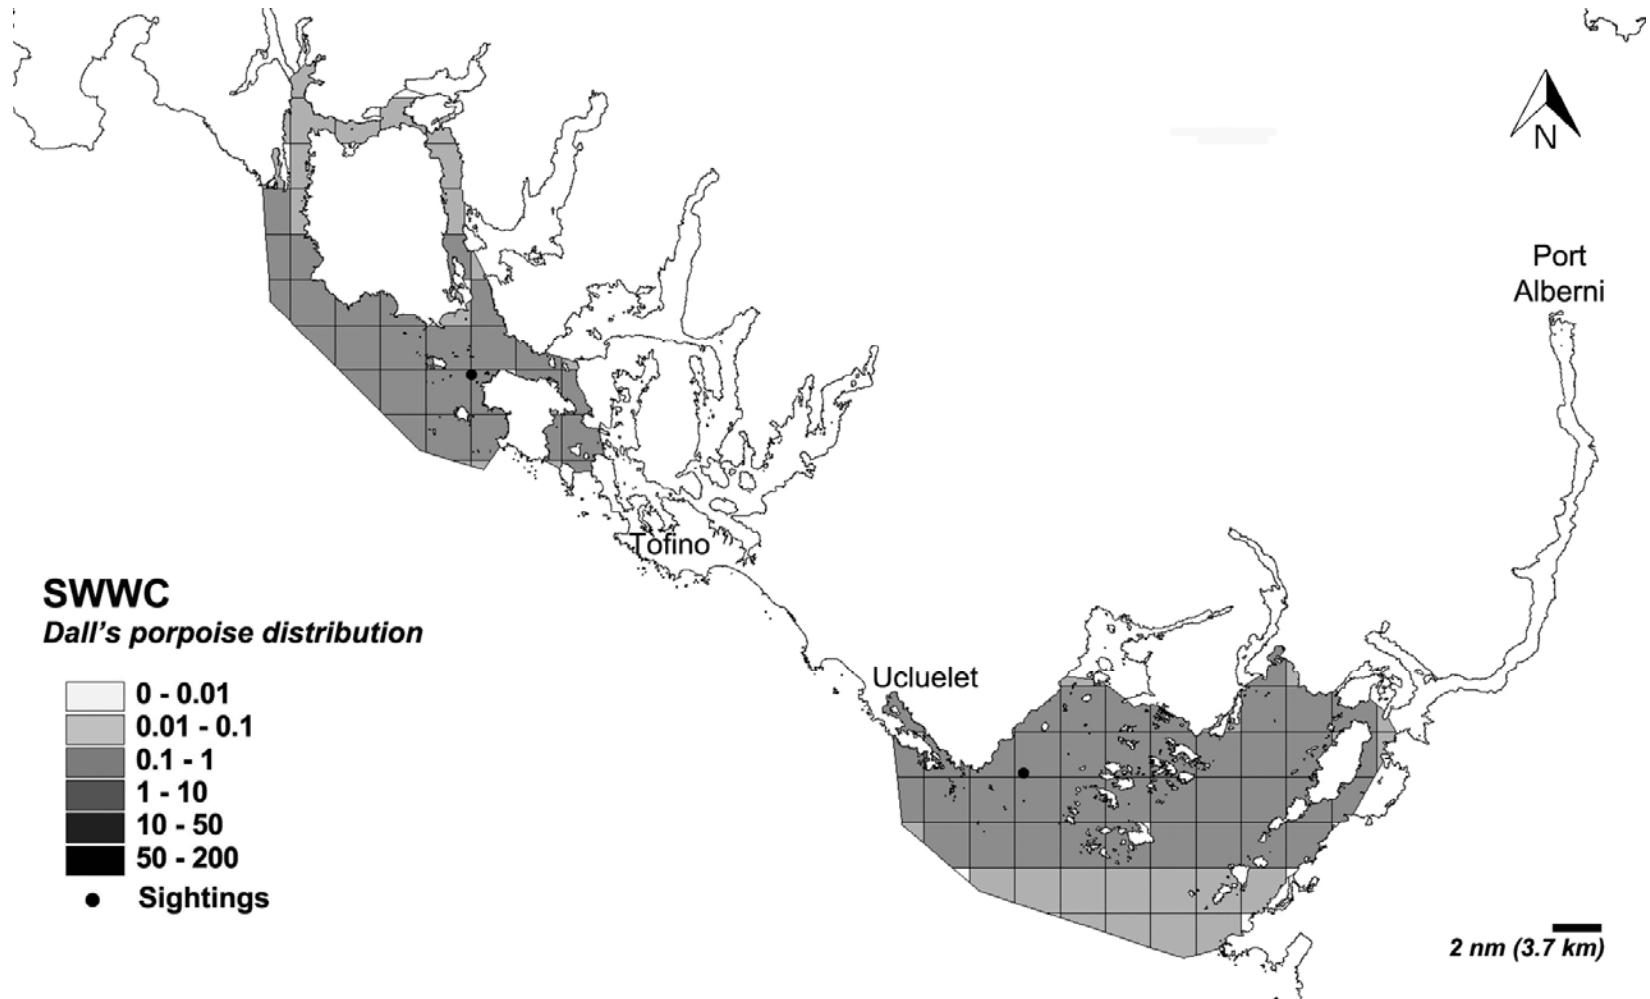 N
Port
Alberni
Tofino
SWWC
Dall's porpoise distribution
Ucluelet
0 - 0.01
0.01 - 0.1
0.1 - 1
1 - 10
10 - 50
50 - 200
Sightings
2 nm (3.7 km)